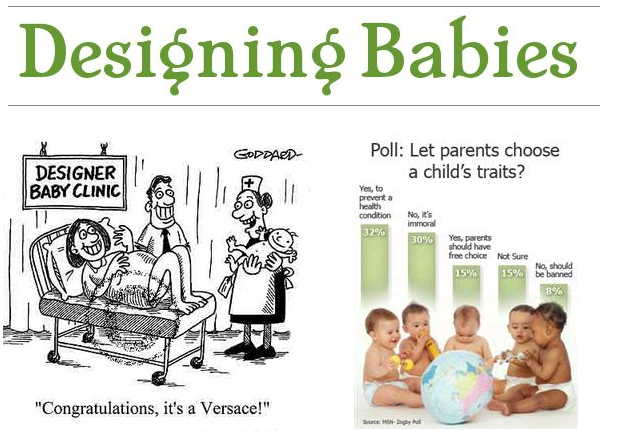 Designing Babies
GODDARD
DESIGNER
BABY CLINIC
"Congratulations, it's a Versace!"
Poll: Let parents choose
a child's traits?
Yes, to
prevent a
health
condition
32%
No, it's
immoral
30%
Yes, parents
should have
free choice
15%
Not Sure
15%
No, should
be banned
8%
Source: MSN- Zogby Poll